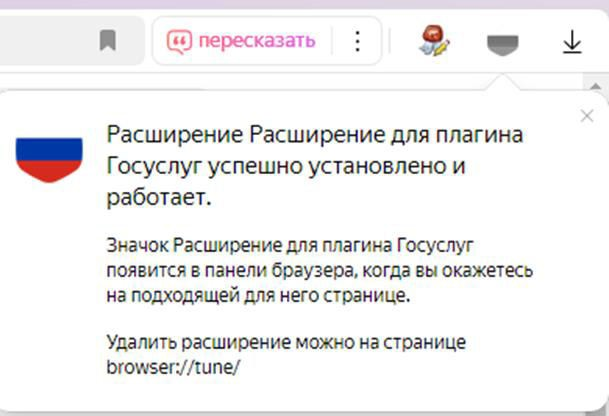 пересказать
Расширение Расширение для плагина
Госуслуг успешно установлено и
работает.
Значок Расширение для плагина Госуслуг
появится в панели браузера, когда вы окажетесь
на подходящей для него странице.
Удалить расширение можно на странице
browser://tune/